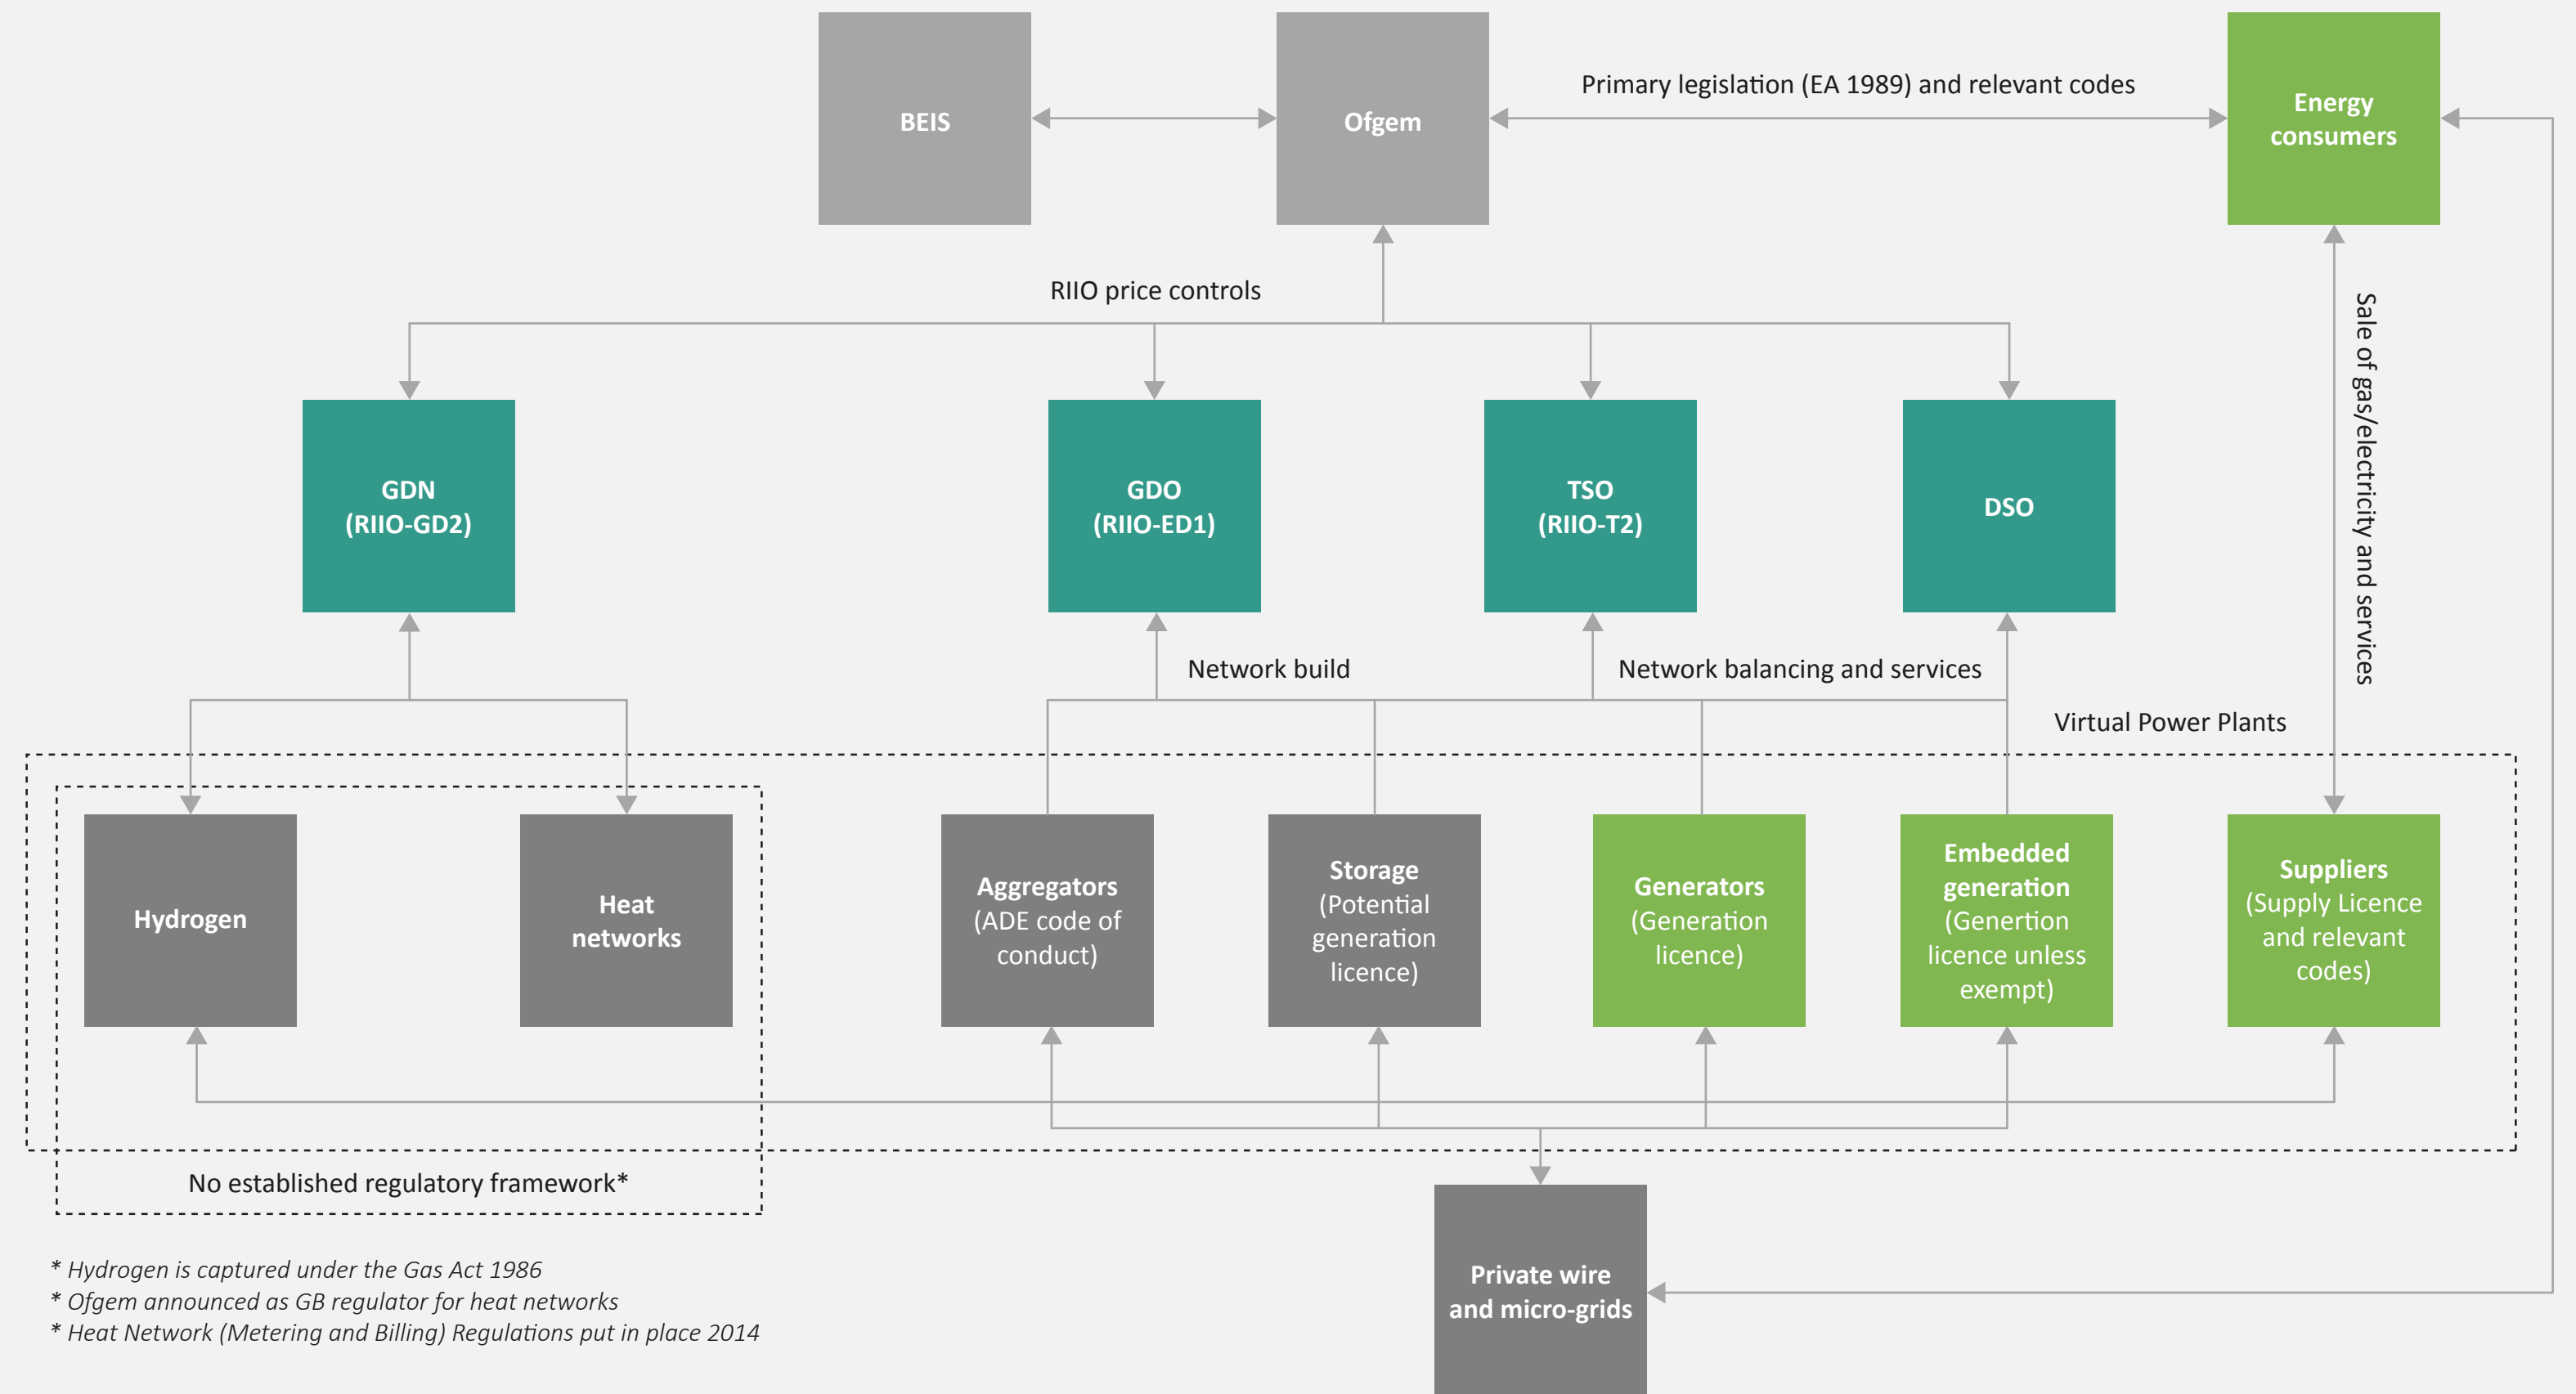 BEIS
Ofgem
Primary legislation (EA 1989) and relevant codes
Energy
consumers
RIIO price controls
Sale of gas/electricity and services
GDN
(RIIO-GD2)
GDO
(RIIO-ED1)
TSO
(RIIO-T2)
DSO
Network build
Network balancing and services
Virtual Power Plants
Hydrogen
Heat
networks
Aggregators
(ADE code of
conduct)
Storage
(Potential
generation
licence)
Generators
(Generation
licence)
Embedded
generation
(Genertion
licence unless
exempt)
Suppliers
(Supply Licence
and relevant
codes)
No established regulatory framework*
Private wire
and micro-grids
* Hydrogen is captured under the Gas Act 1986
* Ofgem announced as GB regulator for heat networks
* Heat Network (Metering and Billing) Regulations put in place 2014